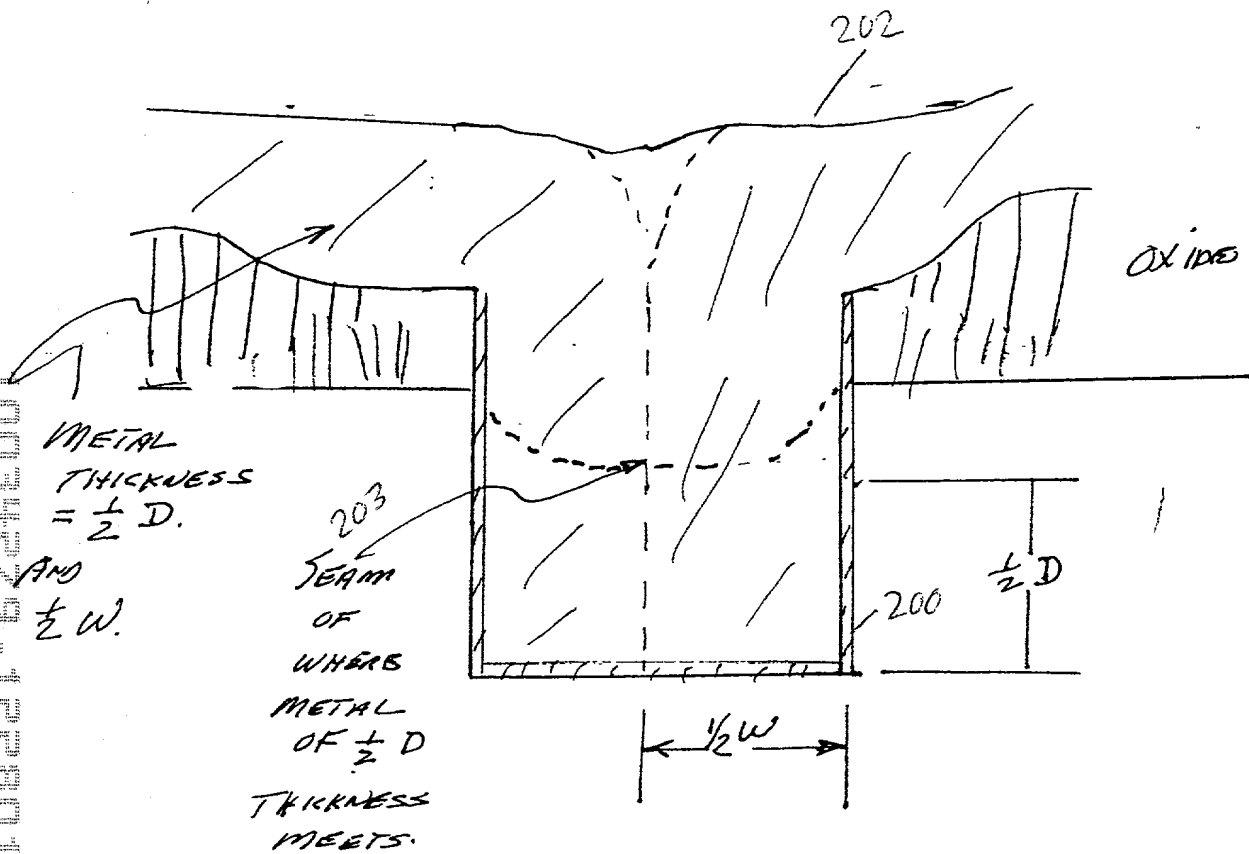 202
OXIDE
METAL
THICKNESS
= 1/2 D.
AND
1/2 W.
203
SEAM
OF
WHERE
METAL
OF 1/2 D
THICKNESS
MEETS.
1/2 D
200
1/2 W